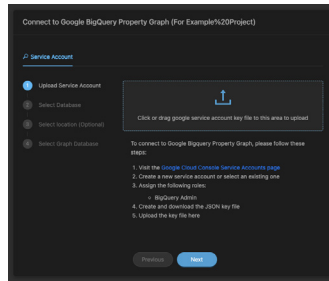 Connect to Google BigQuery Property Graph (For Example%20Project)
Service Account
1 Upload Service Account
2 Select Database
3 Select location (Optional)
4 Select Graph Database
Click or drag google service account key file to this area to upload
To connect to Google Bigquery Property Graph, please follow these
steps:
1. Visit the Google Cloud Console Service Accounts page
2. Create a new service account or select an existing one
3. Assign the following roles:
BigQuery Admin
4. Create and download the JSON key file
5. Upload the key file here
Previous Next